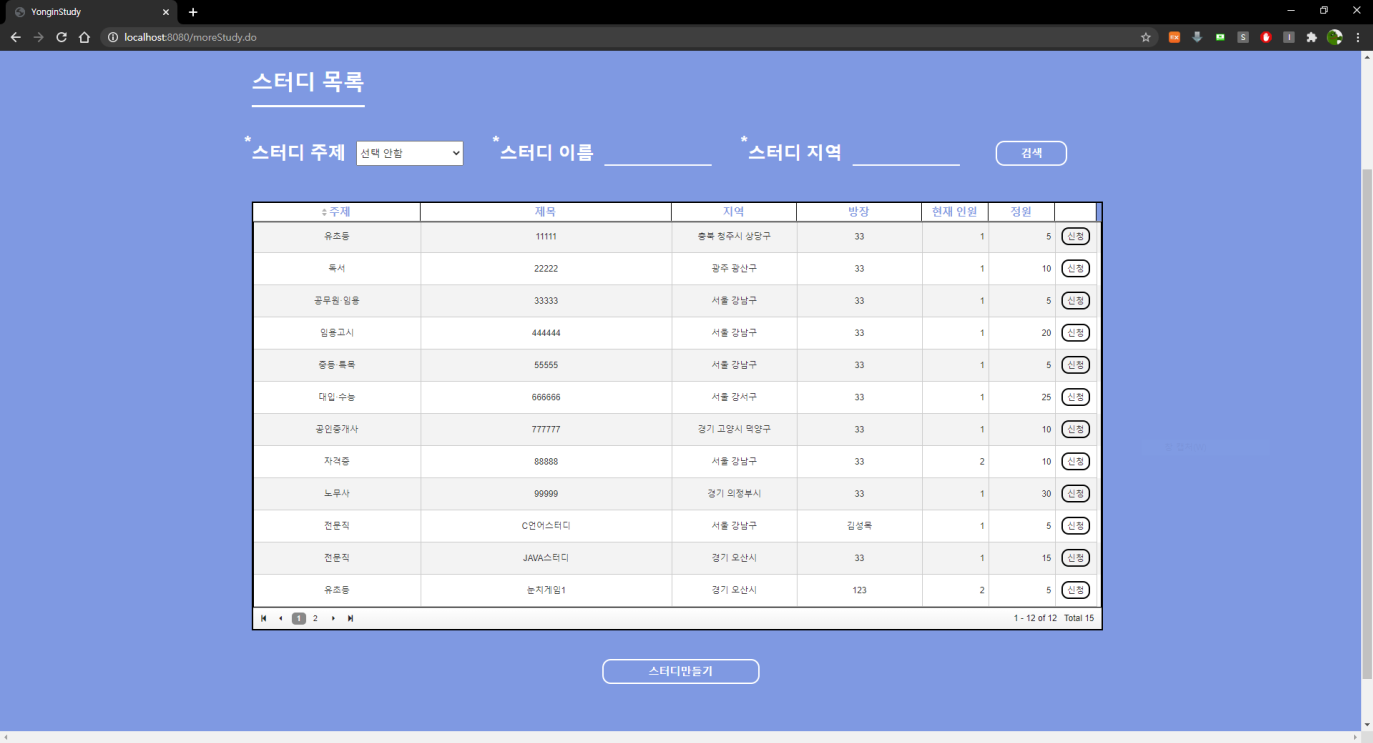 YonginStudy
localhost:8080/moreStudy.do
스터디 목록
*스터디 주제 선택 안함 *스터디 이름 *스터디 지역 검색
주제 제목 지역 방장 현재 인원 정원
유초등 11111 충북 청주시 상당구 33 1 5 신청
독서 22222 광주 광산구 33 1 10 신청
공무원·임용 33333 서울 강남구 33 1 5 신청
임용고시 444444 서울 강남구 33 1 20 신청
중등·특목 55555 서울 강남구 33 1 5 신청
대입·수능 666666 서울 강서구 33 1 25 신청
공인중개사 777777 경기 고양시 덕양구 33 1 10 신청
자격증 88888 서울 강남구 33 2 10 신청
노무사 99999 경기 의정부시 33 1 30 신청
전문직 C언어스터디 서울 강남구 김성록 1 5 신청
전문직 JAVA스터디 경기 오산시 33 1 15 신청
유초등 눈치게임1 경기 오산시 123 2 5 신청
1 2 1 - 12 of 12 Total 15
스터디만들기